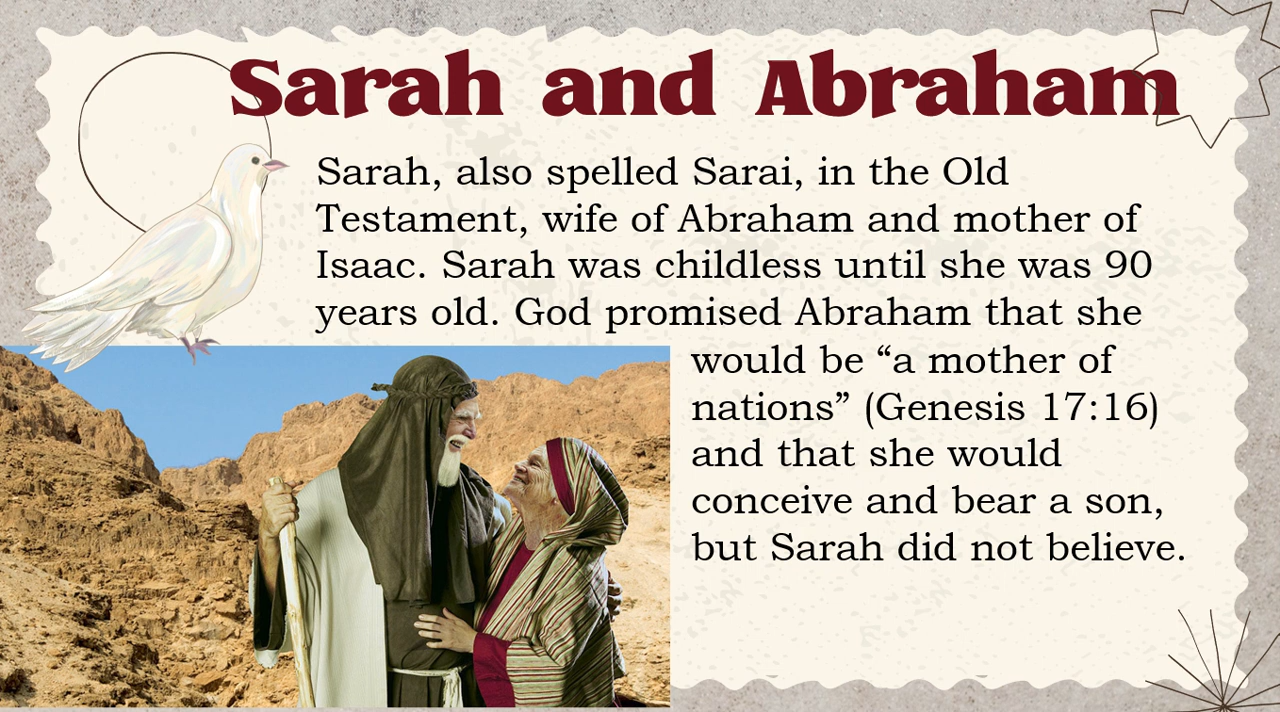 Sarah and Abraham
Sarah, also spelled Sarai, in the Old
Testament, wife of Abraham and mother of
Isaac. Sarah was childless until she was 90
years old. God promised Abraham that she
would be “a mother of
nations” (Genesis 17:16)
and that she would
conceive and bear a son,
but Sarah did not believe.